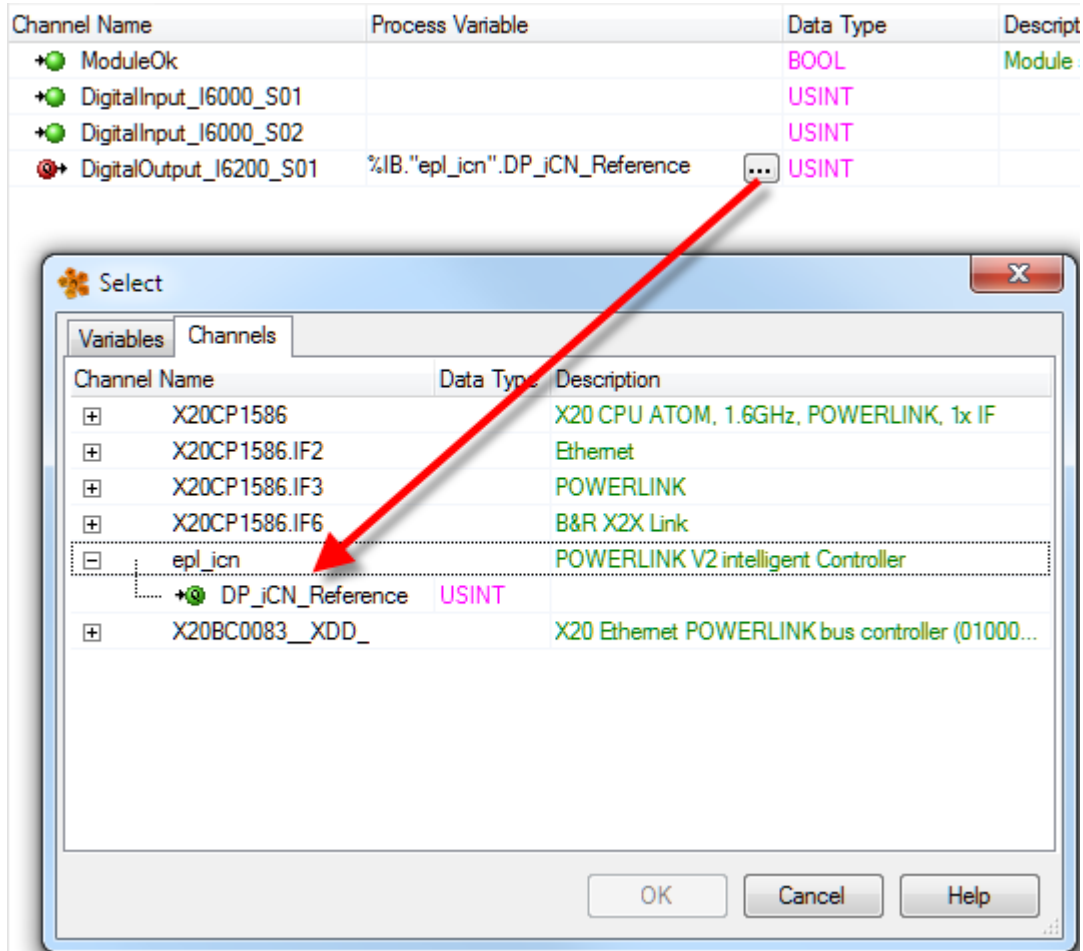 Channel Name Process Variable Data Type Descript
ModuleOk BOOL Module
DigitalInput_I6000_S01 USINT
DigitalInput_I6000_S02 USINT
DigitalOutput_I6200_S01 %IB."epl_icn".DP_iCN_Reference ... USINT
Select
Variables Channels
Channel Name Data Type Description
X20CP1586 X20 CPU ATOM, 1.6GHz, POWERLINK, 1x IF
X20CP1586.IF2 Ethernet
X20CP1586.IF3 POWERLINK
X20CP1586.IF6 B&R X2X Link
epl_icn POWERLINK V2 intelligent Controller
DP_iCN_Reference USINT
X20BC0083__XDD_ X20 Ethernet POWERLINK bus controller (01000...
OK Cancel Help